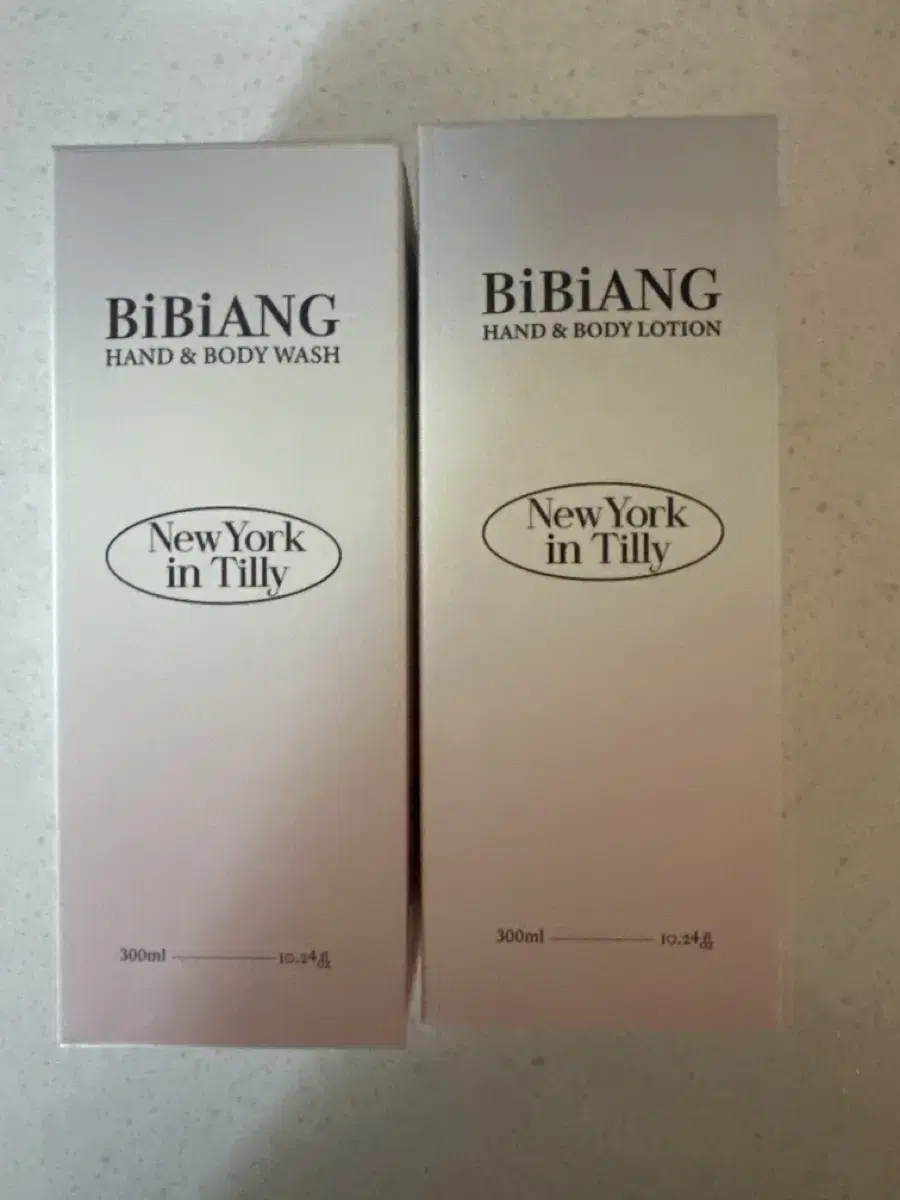 BiBiANG
HAND & BODY WASH
New York
in Tilly
300ml
10.24 fl oz
BiBiANG
HAND & BODY LOTION
New York
in Tilly
300ml
10.24 fl oz